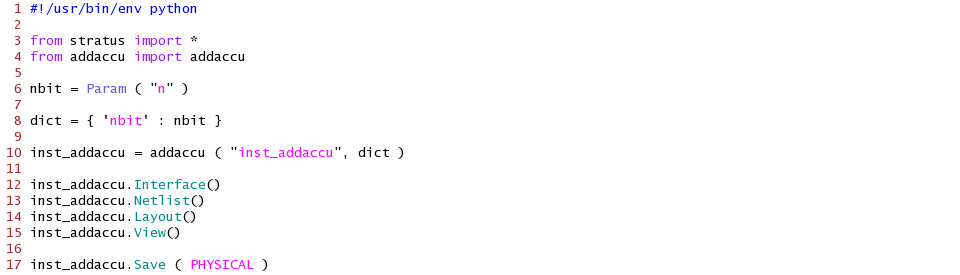 1 #!/usr/bin/env python
2
3 from stratus import *
4 from addaccu import addaccu
5
6 nbit = Param ( "n" )
7
8 dict = { 'nbit' : nbit }
9
10 inst_addaccu = addaccu ( "inst_addaccu", dict )
11
12 inst_addaccu.Interface()
13 inst_addaccu.Netlist()
14 inst_addaccu.Layout()
15 inst_addaccu.View()
16
17 inst_addaccu.Save ( PHYSICAL )